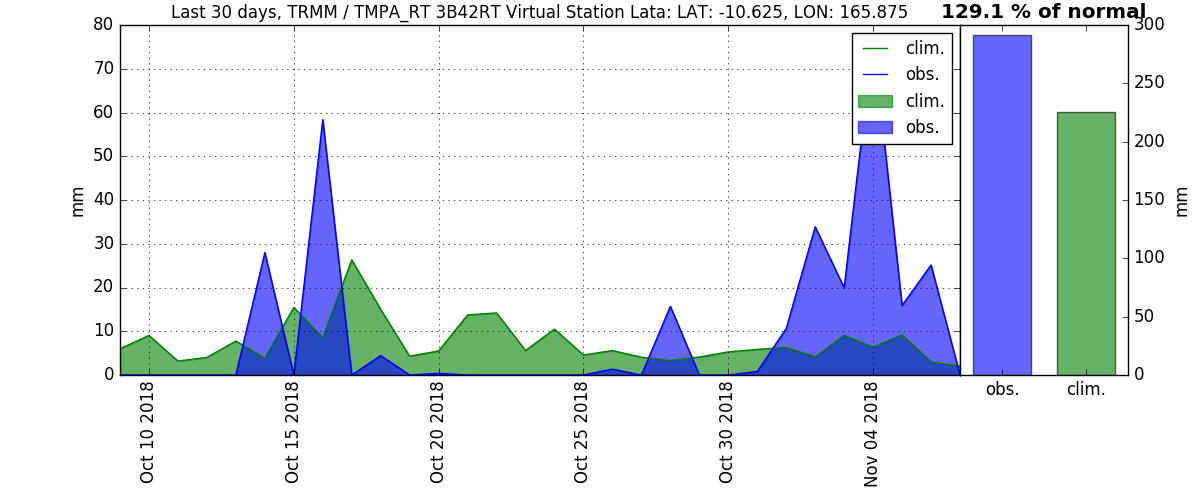 Last 30 days, TRMM / TMPA_RT 3B42RT Virtual Station Lata: LAT: -10.625, LON: 165.875
129.1 % of normal
80
70
60
50
40
30
20
10
0
mm
clim.
obs.
clim.
obs.
300
250
200
150
100
50
0
mm
Oct 10 2018
Oct 15 2018
Oct 20 2018
Oct 25 2018
Oct 30 2018
Nov 04 2018
obs.
clim.